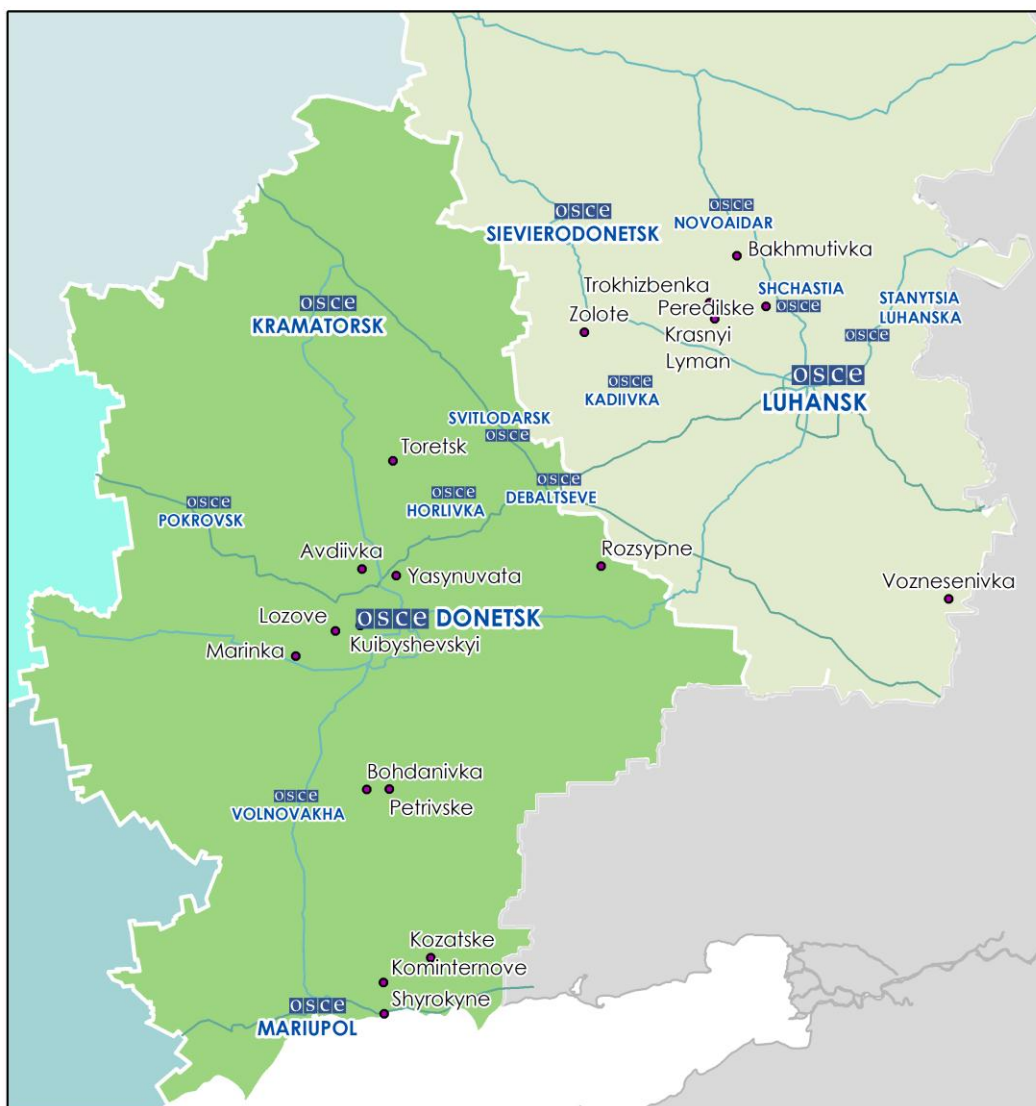 osce
NOVOAIDAR
osce
SIEVIERODONETSK
Bakhmutivka
Trokhizbenka
SHCHASTIA
osce
STANYTSIA
LUHANSKA
osce
osce
KRAMATORSK
Zolote
Peredilske
Krasnyi
Lyman
osce
KADIIVKA
osce
LUHANSK
SVITLODARSK
osce
Toretsk
osce
HORLIVKA
osce
DEBALTSEVE
osce
POKROVSK
Avdiivka
Yasynuvata
Rozsypne
Voznesenivka
Lozove
osce DONETSK
Kuibyshevskyi
Marinka
Bohdanivka
Petrivske
osce
VOLNOVAKHA
Kozatske
Kominternove
Shyrokyne
osce
MARIUPOL